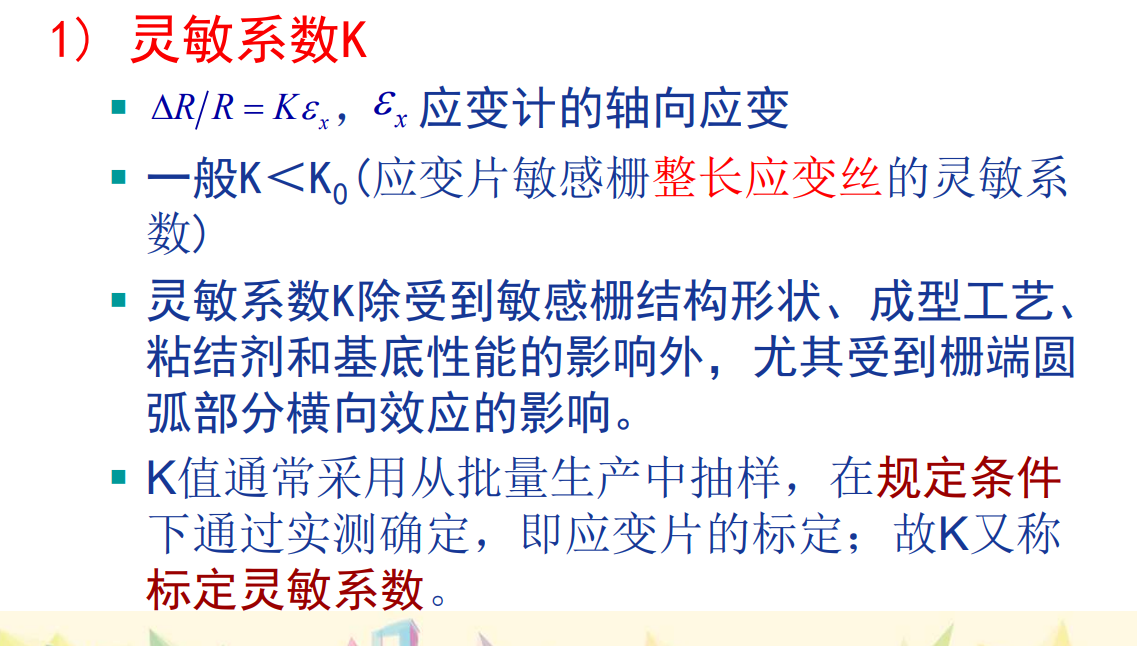 1) 灵敏系数K
ΔR/R = Kεx, εx 应变计的轴向应变
一般K＜K0(应变片敏感栅整长应变丝的灵敏系
数)
灵敏系数K除受到敏感栅结构形状、成型工艺、
粘结剂和基底性能的影响外，尤其受到栅端圆
弧部分横向效应的影响。
K值通常采用从批量生产中抽样，在规定条件
下通过实测确定，即应变片的标定；故K又称
标定灵敏系数。